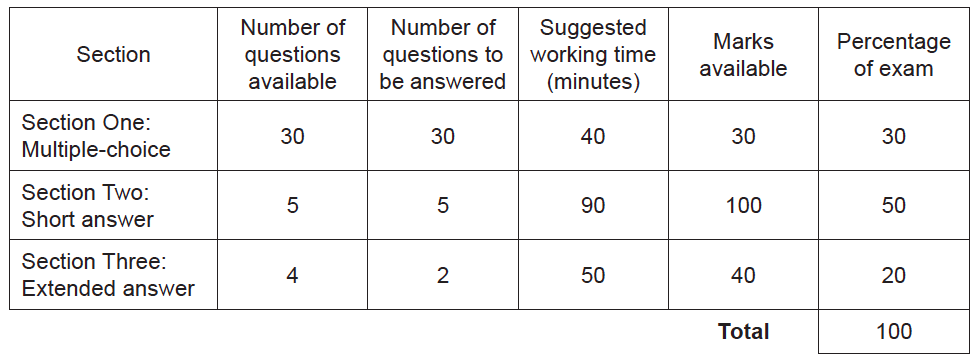 Section
Number of
questions
available
Number of
questions to
be answered
Suggested
working time
(minutes)
Marks
available
Percentage
of exam
Section One:
Multiple-choice
30
30
40
30
30
Section Two:
Short answer
5
5
90
100
50
Section Three:
Extended answer
4
2
50
40
20
Total
100